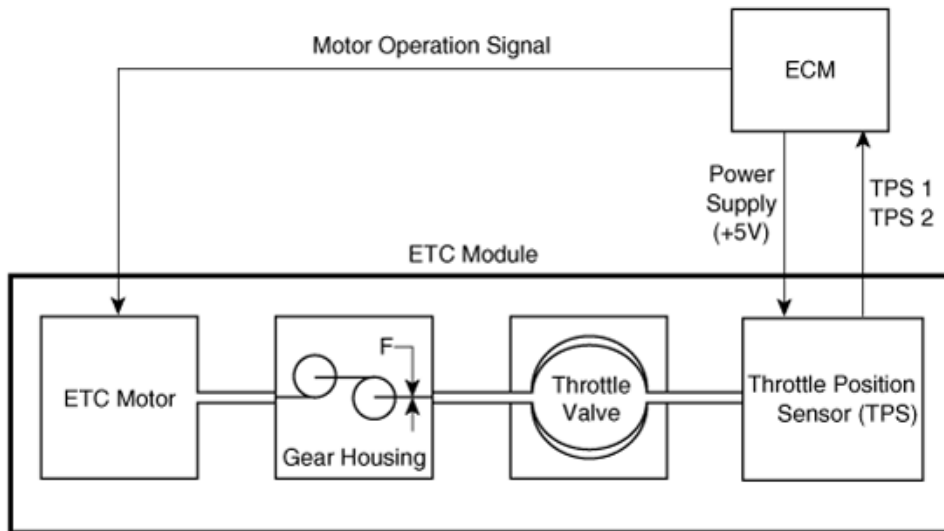 Motor Operation Signal
ECM
Power
Supply
(+5V)
TPS 1
TPS 2
ETC Module
ETC Motor
F
Gear Housing
Throttle
Valve
Throttle Position
Sensor (TPS)